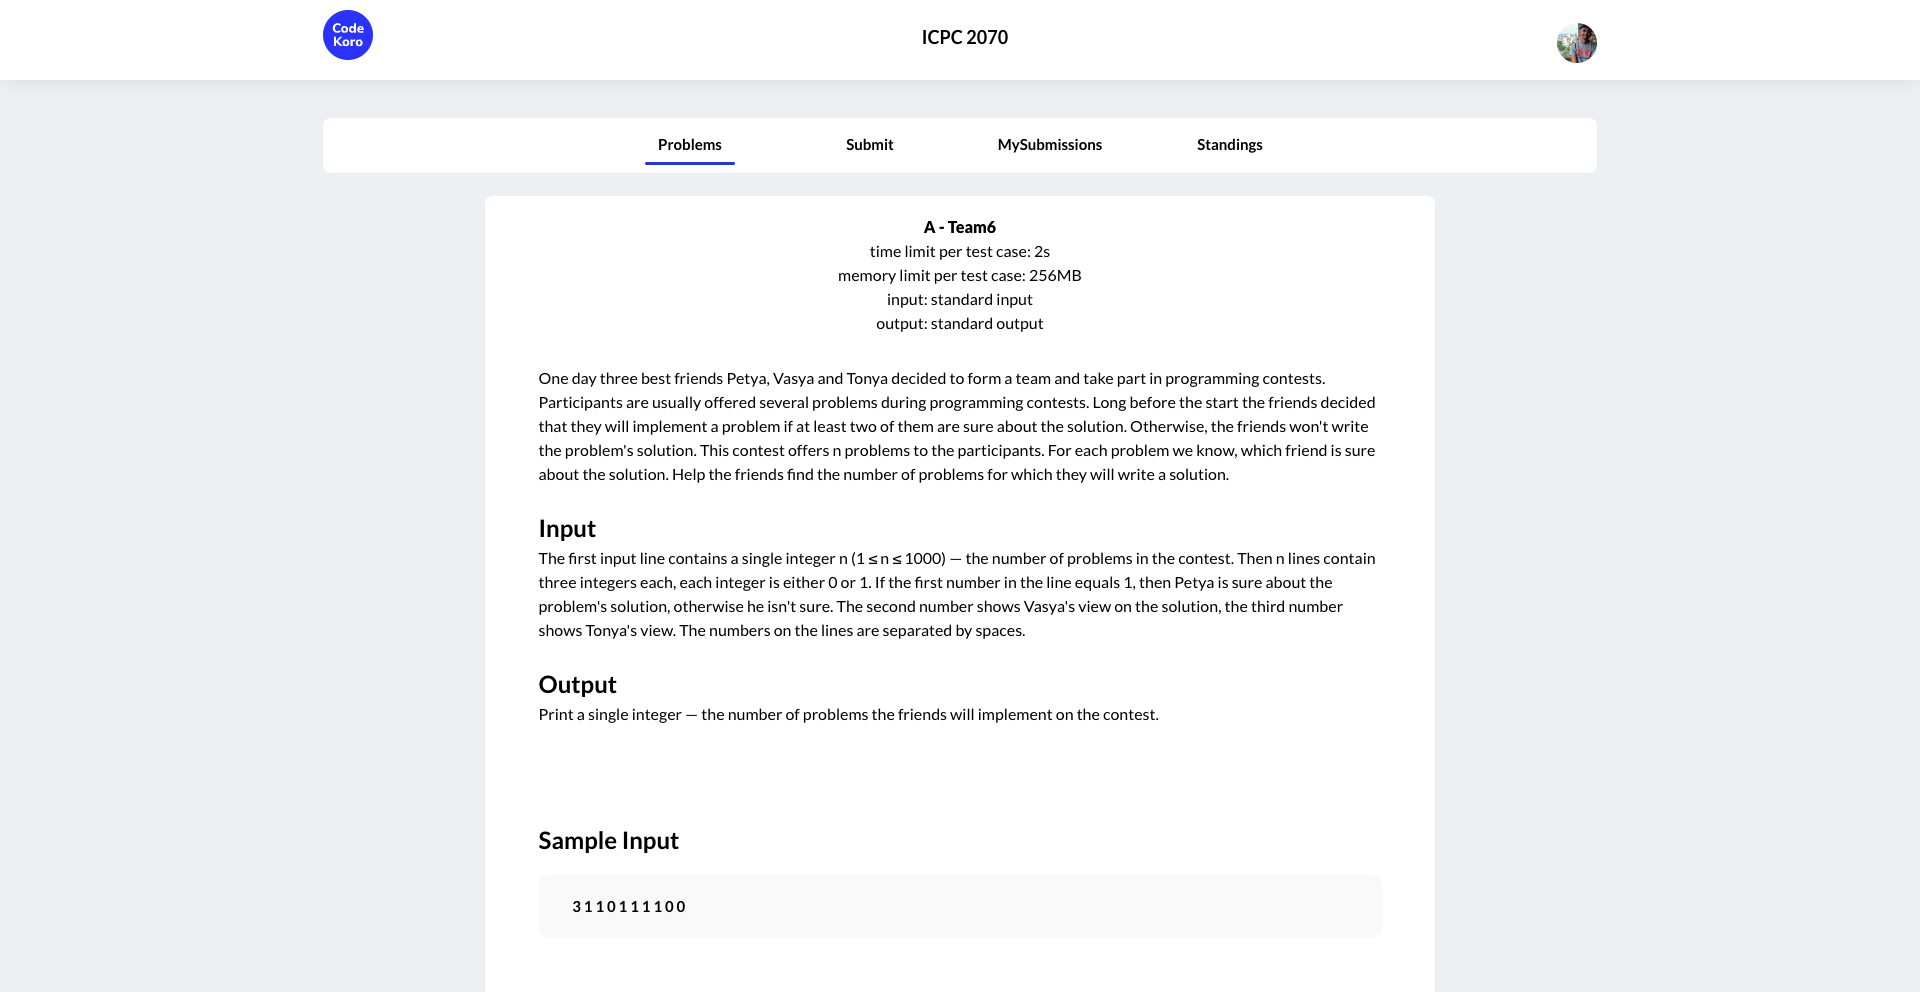 Code
Koro
ICPC 2070
Problems
Submit
MySubmissions
Standings
A - Team6
time limit per test case: 2s
memory limit per test case: 256MB
input: standard input
output: standard output
One day three best friends Petya, Vasya and Tonya decided to form a team and take part in programming contests.
Participants are usually offered several problems during programming contests. Long before the start the friends decided
that they will implement a problem if at least two of them are sure about the solution. Otherwise, the friends won't write
the problem's solution. This contest offers n problems to the participants. For each problem we know, which friend is sure
about the solution. Help the friends find the number of problems for which they will write a solution.
Input
The first input line contains a single integer n (1 ≤ n ≤ 1000) — the number of problems in the contest. Then n lines contain
three integers each, each integer is either 0 or 1. If the first number in the line equals 1, then Petya is sure about the
problem's solution, otherwise he isn't sure. The second number shows Vasya's view on the solution, the third number
shows Tonya's view. The numbers on the lines are separated by spaces.
Output
Print a single integer — the number of problems the friends will implement on the contest.
Sample Input
3 1 1 0 1 1 1 1 0 0